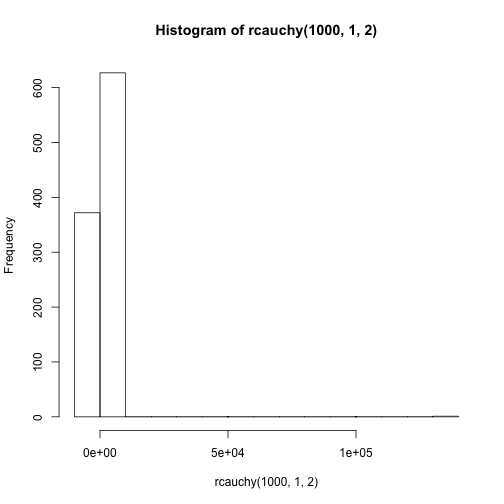 Histogram of rcauchy(1000, 1, 2)
Frequency
600
500
400
300
200
100
0
0e+00 5e+04 1e+05
rcauchy(1000, 1, 2)